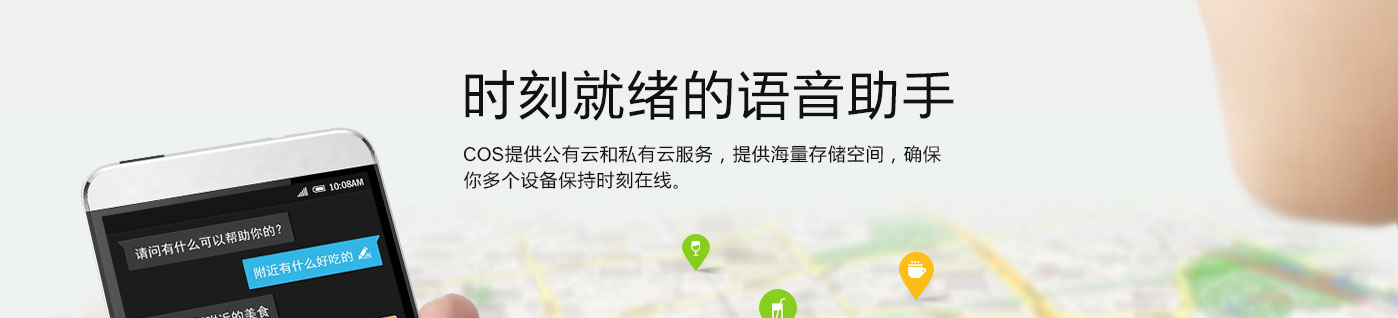 时刻就绪的语音助手
COS提供公有云和私有云服务，提供海量存储空间，确保
你多个设备保持时刻在线。
10:08AM
请问有什么可以帮助你的?
附近有什么好吃的
附近的美食